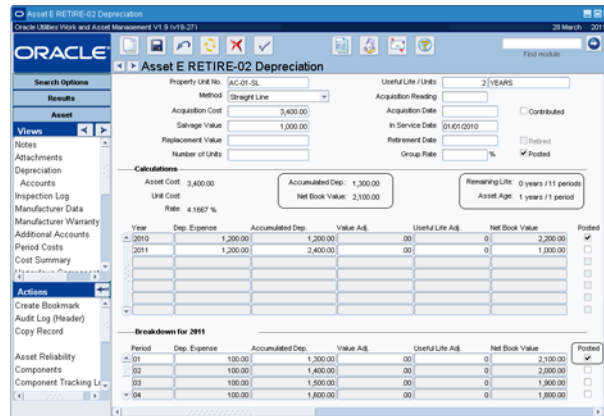 Asset E RETIRE-02 Depreciation
Oracle Utilities Work and Asset Management V1.9 (v19-27) 28 March 2011
ORACLE
Find module
Asset E RETIRE-02 Depreciation
Search Options
Results
Asset
Views
Notes
Attachments
Depreciation
Accounts
Inspection Log
Manufacturer Data
Manufacturer Warranty
Additional Accounts
Period Costs
Cost Summary
Actions
Create Bookmark
Audit Log (Header)
Copy Record
Asset Reliability
Components
Component Tracking Lo
Property Unit No. AC-01-SL Useful Life / Units 2 YEARS
Method Straight Line Acquisition Reading
Acquisition Cost 3,400.00 Acquisition Date Contributed
Salvage Value 1,000.00 In Service Date 01/01/2010
Replacement Value Retirement Date Retired
Number of Units Group Rate % Posted
Calculations
Asset Cost: 3,400.00 Accumulated Dep.: 1,300.00 Remaining Life: 0 years /11 periods
Unit Cost: Net Book Value: 2,100.00 Asset Age: 1 years /1 period
Rate: 4.1667 %
Year Dep. Expense Accumulated Dep. Value Adj. Useful Life Adj. Net Book Value Posted
2010 1,200.00 1,200.00 .00 0 2,200.00
2011 1,200.00 2,400.00 .00 0 1,000.00
Breakdown for 2011
Period Dep. Expense Accumulated Dep. Value Adj. Useful Life Adj. Net Book Value Posted
01 100.00 1,300.00 .00 0 2,100.00
02 100.00 1,400.00 .00 0 2,000.00
03 100.00 1,500.00 .00 0 1,900.00
04 100.00 1,600.00 .00 0 1,800.00